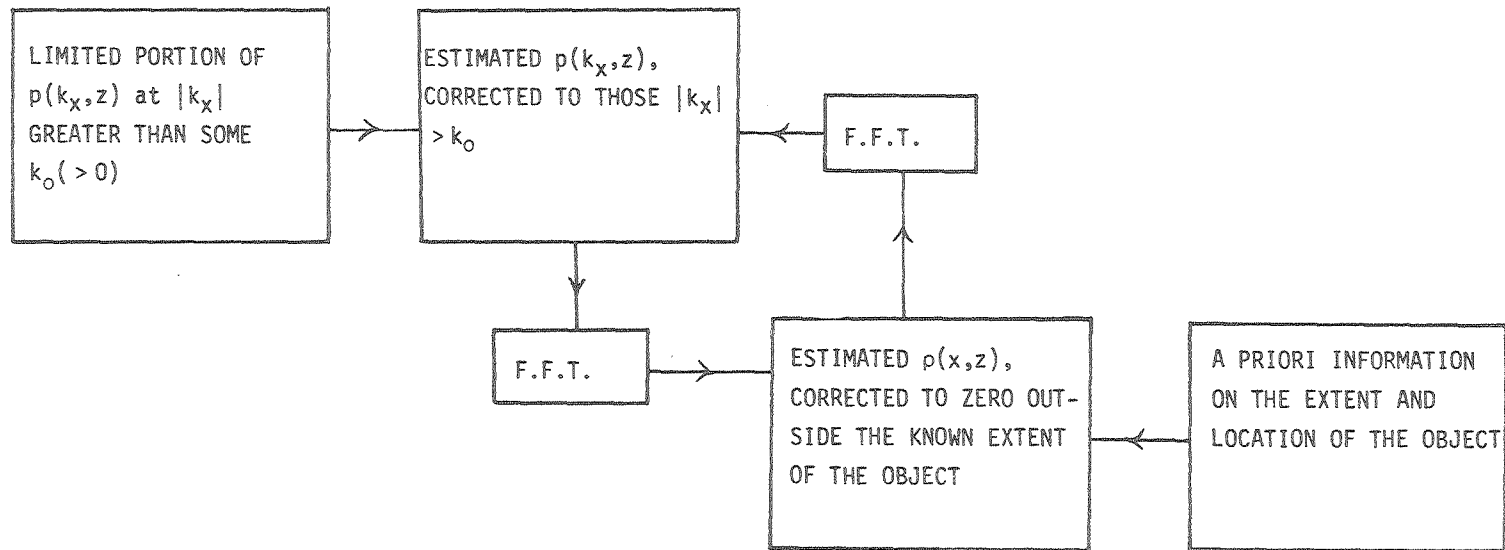 LIMITED PORTION OF
p(kₓ,z) at |kₓ|
GREATER THAN SOME
kₒ(>0)
ESTIMATED p(kₓ,z),
CORRECTED TO THOSE |kₓ|
>kₒ
F.F.T.
F.F.T.
ESTIMATED ρ(x,z),
CORRECTED TO ZERO OUT-
SIDE THE KNOWN EXTENT
OF THE OBJECT
A PRIORI INFORMATION
ON THE EXTENT AND
LOCATION OF THE OBJECT